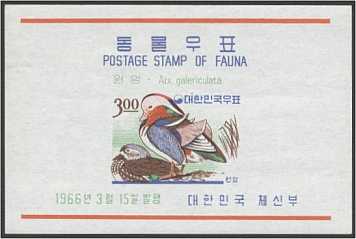 동물우표
POSTAGE STAMP OF FAUNA
원앙 - Aix galericulata
3.00 대한민국우표
원앙
1966년 3월 15일 발행 대한민국 체신부